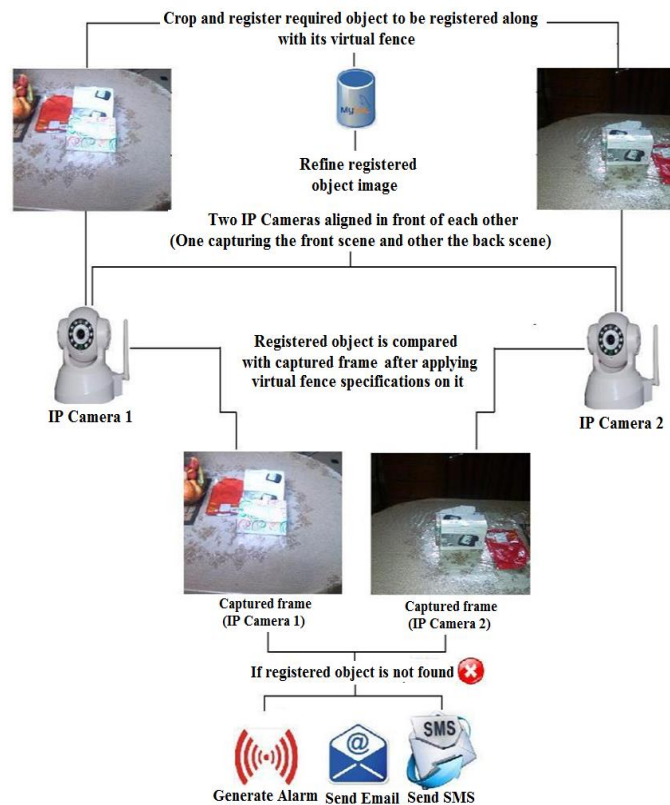 Crop and register required object to be registered along
with its virtual fence
Refine registered
object image
Two IP Cameras aligned in front of each other
(One capturing the front scene and other the back scene)
Registered object is compared
with captured frame after applying
virtual fence specifications on it
IP Camera 1
IP Camera 2
Captured frame
(IP Camera 1)
Captured frame
(IP Camera 2)
If registered object is not found
SMS
Generate Alarm
Send Email
Send SMS